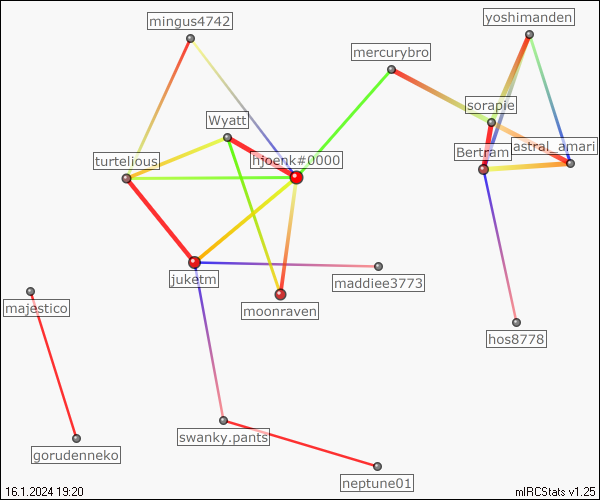 mingus4742
yoshimanden
mercurybro
sorapie
Wyatt
astral_amari
Bertram
turtelious
hjoenk#0000
juketm
maddiee3773
moonraven
majestico
hos8778
swanky.pants
gorudenneko
neptune01
16.1.2024 19:20
mIRCStats v1.25